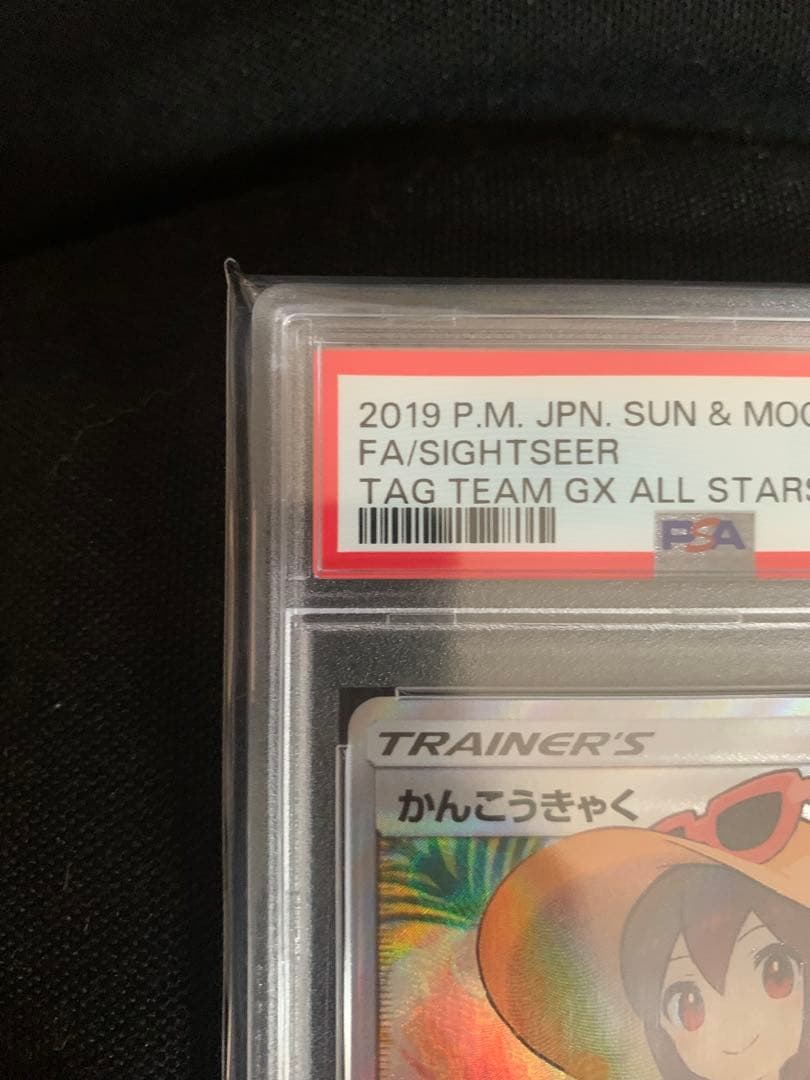 2019 P.M. JPN. SUN & MOO
FA/SIGHTSEER
TAG TEAM GX ALL STARS
PSA
TRAINER'S
かんこうきゃく